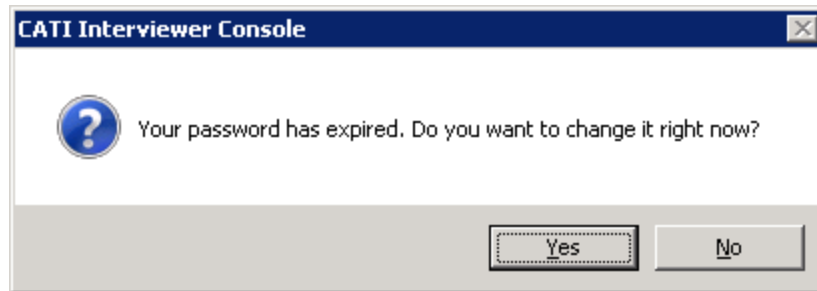 CATI Interviewer Console
Your password has expired. Do you want to change it right now?
Yes
No